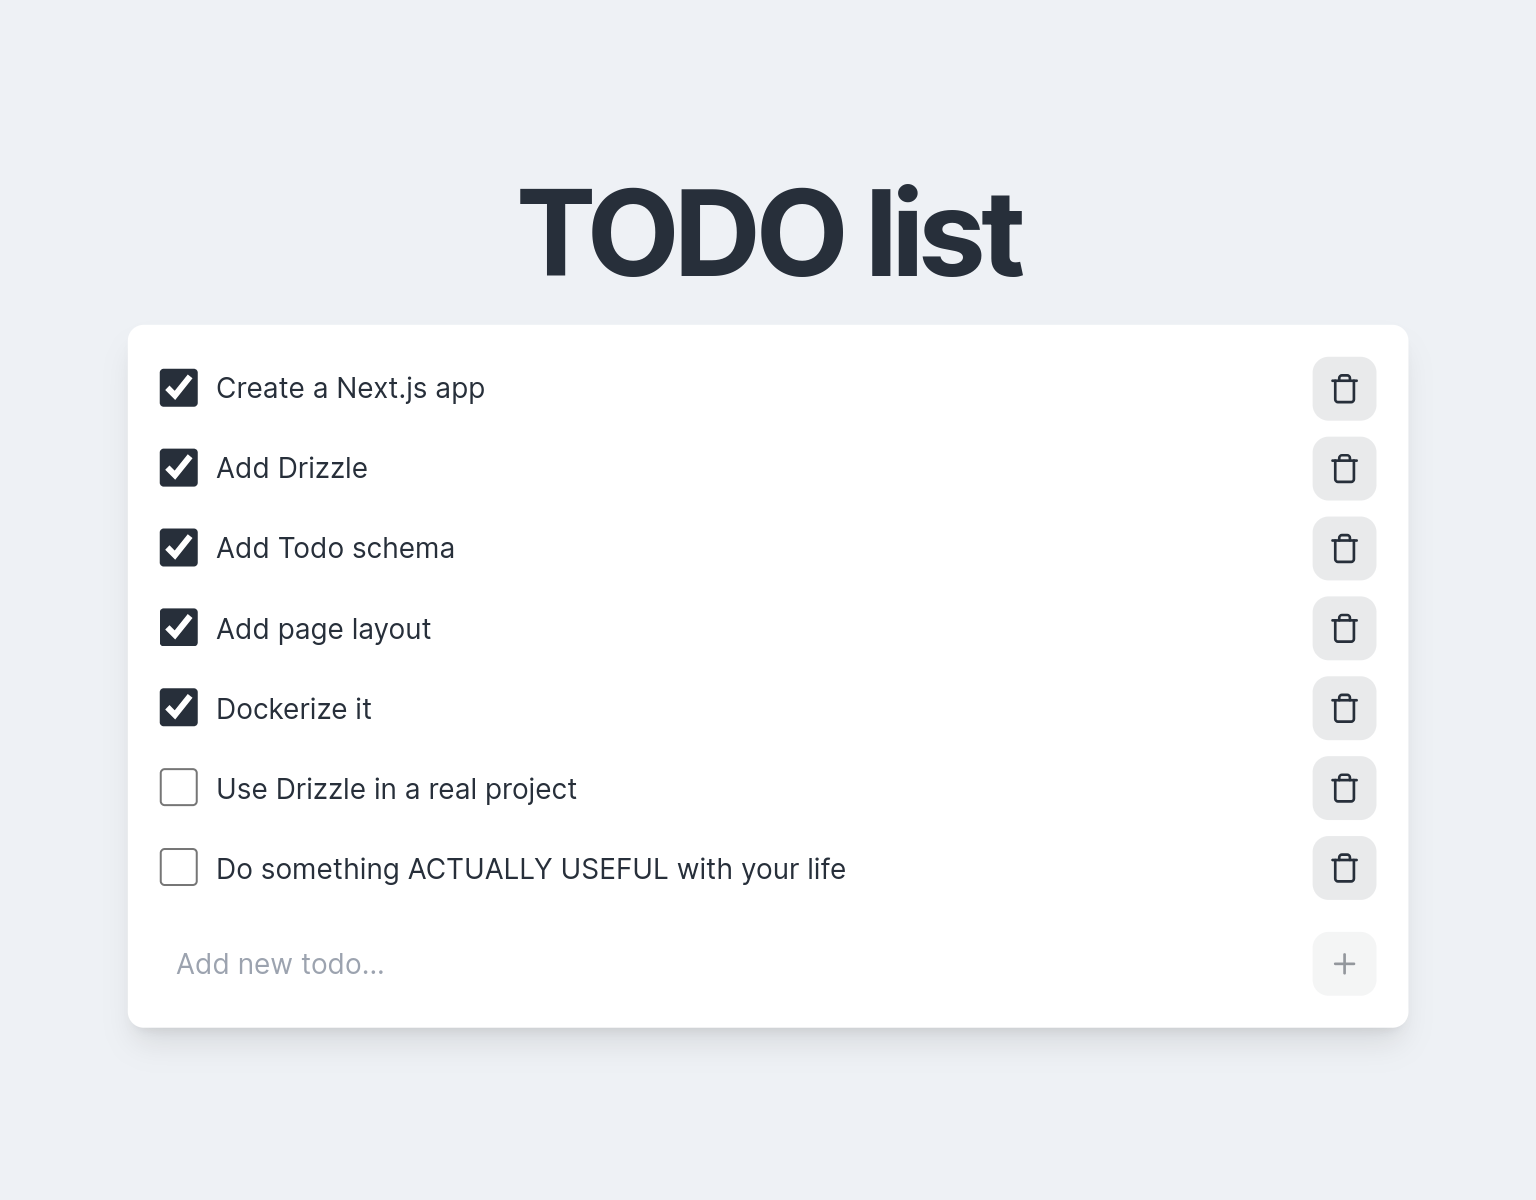 TODO list
Create a Next.js app
Add Drizzle
Add Todo schema
Add page layout
Dockerize it
Use Drizzle in a real project
Do something ACTUALLY USEFUL with your life
Add new todo...